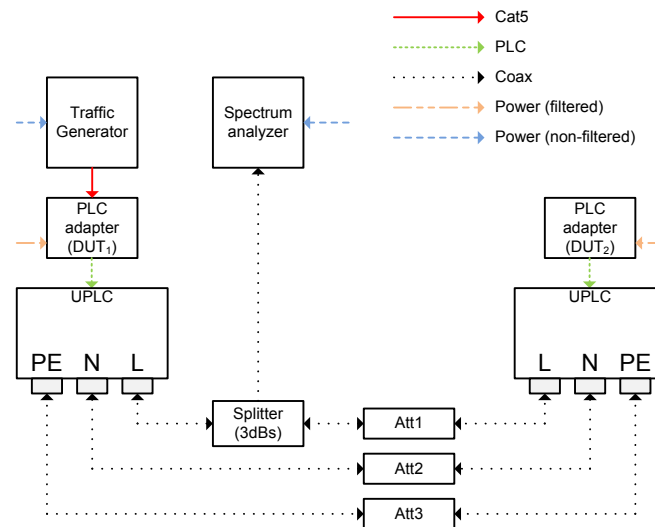 Cat5
PLC
Coax
Power (filtered)
Power (non-filtered)
Traffic
Generator
Spectrum
analyzer
PLC
adapter
(DUT₁)
PLC
adapter
(DUT₂)
UPLC
PE N L
UPLC
L N PE
Splitter
(3dBs)
Att1
Att2
Att3